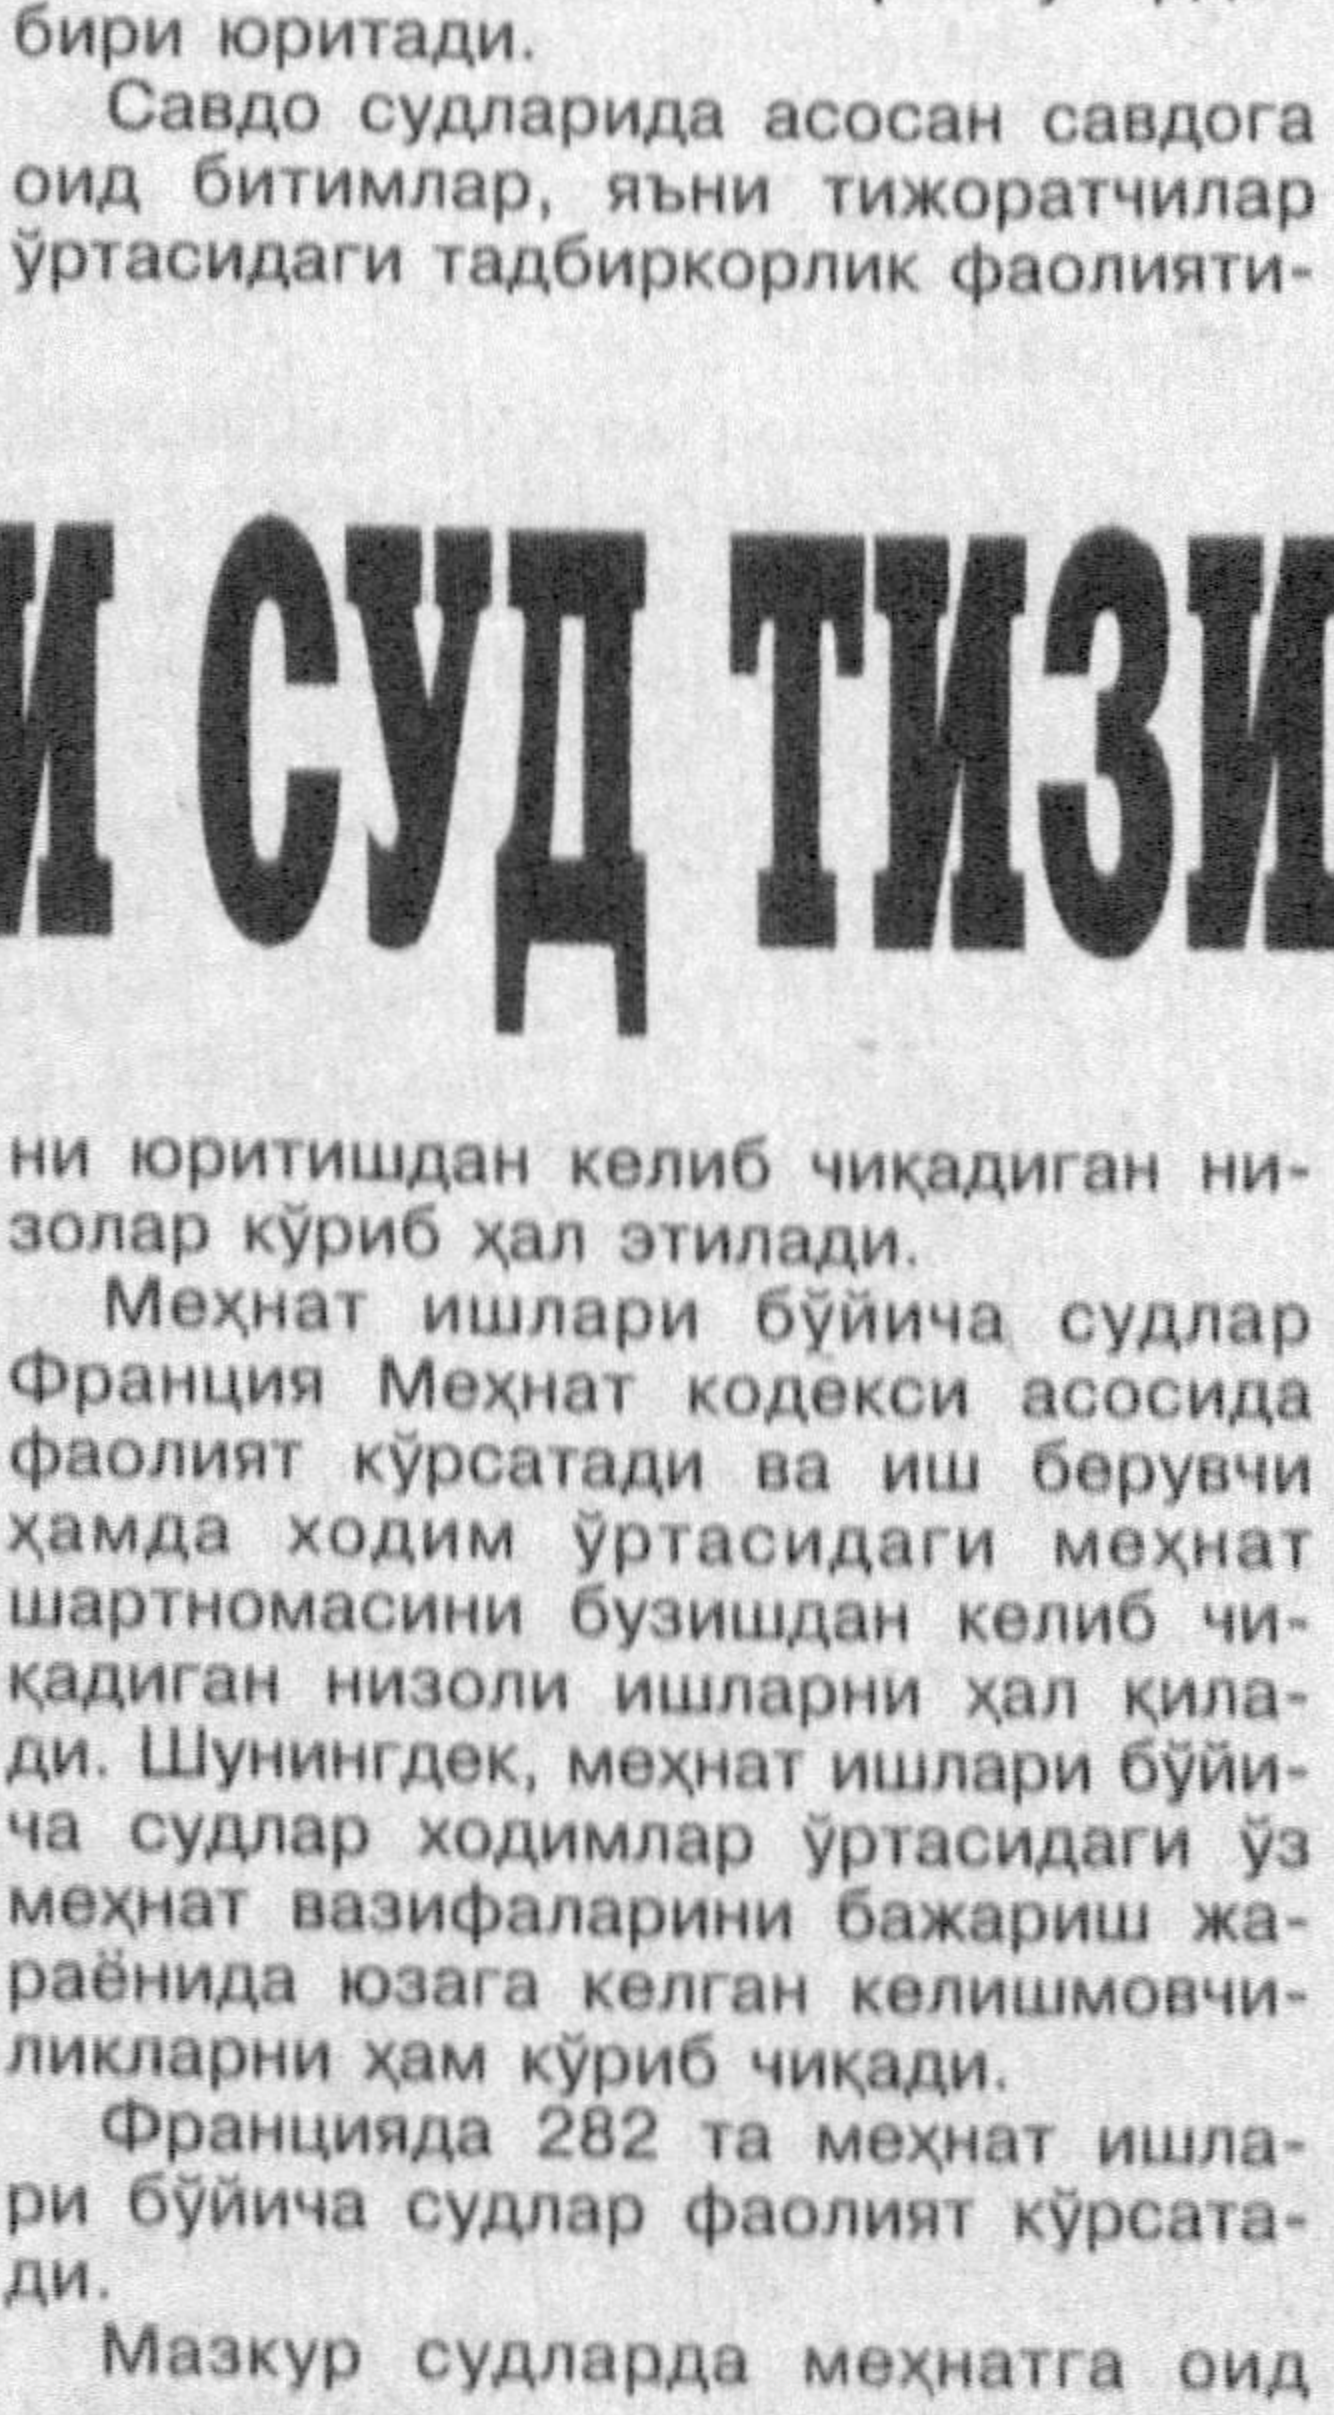 бири юритади.
Савдо судларида асосан савдога
оид битимлар, яъни тижоратчилар
ўртасидаги тадбиркорлик фаолияти-
И СУД ТИЗИ
ни юритишдан келиб чиқадиган ни-
золар кўриб ҳал этилади.
Меҳнат ишлари бўйича судлар
Франция Меҳнат кодекси асосида
фаолият кўрсатади ва иш берувчи
ҳамда ходим ўртасидаги меҳнат
шартномасини бузишдан келиб чи-
қадиган низоли ишларни ҳал қила-
ди. Шунингдек, меҳнат ишлари бўйи-
ча судлар ходимлар ўртасидаги ўз
меҳнат вазифаларини бажариш жа-
раёнида юзага келган келишмовчи-
ликларни ҳам кўриб чиқади.
Францияда 282 та меҳнат ишла-
ри бўйича судлар фаолият кўрсата-
ди.
Мазкур судларда меҳнатга оид